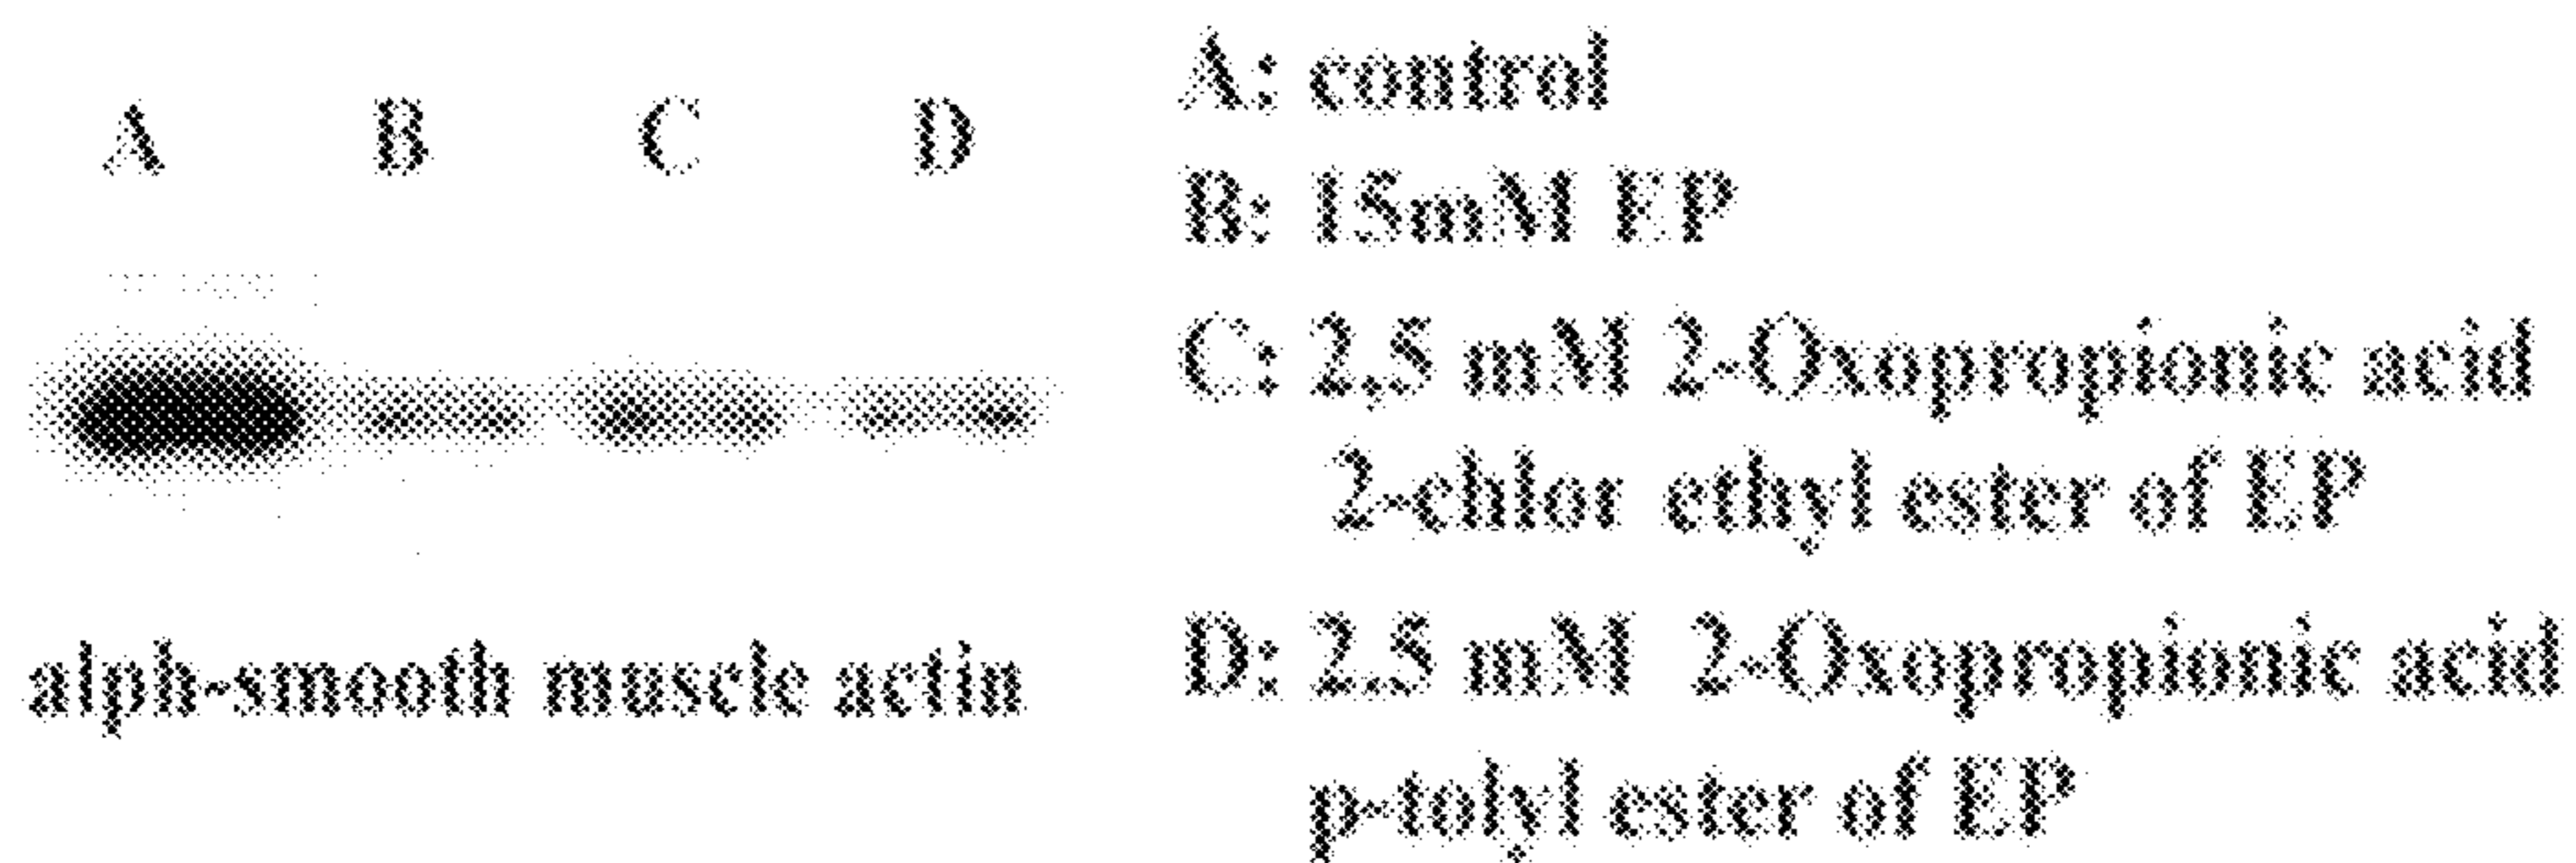 A B C D
alph-smooth muscle actin
A: control
B: 15mM EP
C: 2.5 mM 2-Oxopropionic acid
2-chlor ethyl ester of EP
D: 2.5 mM 2-Oxopropionic acid
p-tolyl ester of EP